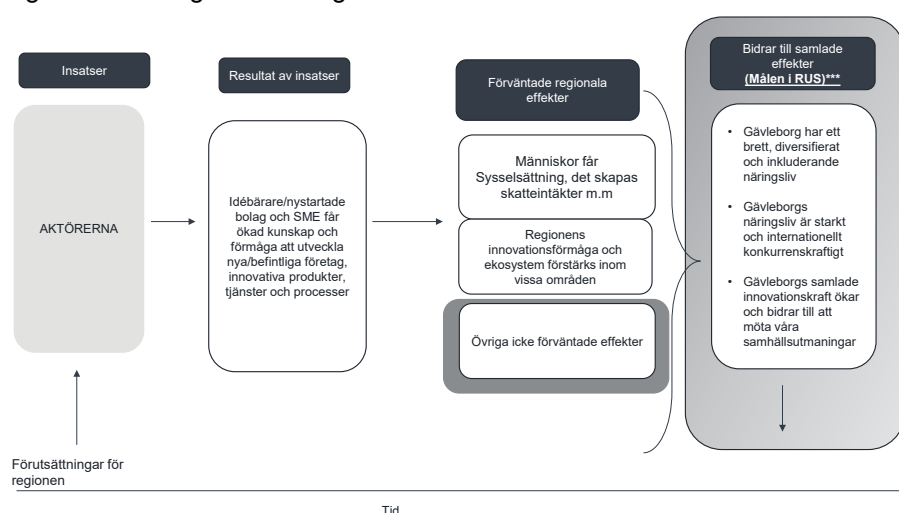 Insatser
AKTÖRERNA
Förutsättningar för
regionen
Resultat av insatser
Idébärare/nystartade
bolag och SME får
ökad kunskap och
förmåga att utveckla
nya/befintliga företag,
innovativa produkter,
tjänster och processer
Förväntade regionala
effekter
Människor får
Sysselsättning, det skapas
skatteintäkter m.m
Regionens
innovationsförmåga och
ekosystem förstärks inom
vissa områden
Övriga icke förväntade effekter
Bidrar till samlade
effekter
(Målen i RUS)***
• Gävleborg har ett
brett, diversifierat
och inkluderande
näringsliv
• Gävleborgs
näringsliv är starkt
och internationellt
konkurrenskraftigt
• Gävleborgs samlade
innovationskraft ökar
och bidrar till att
möta våra
samhällsutmaningar
Tid